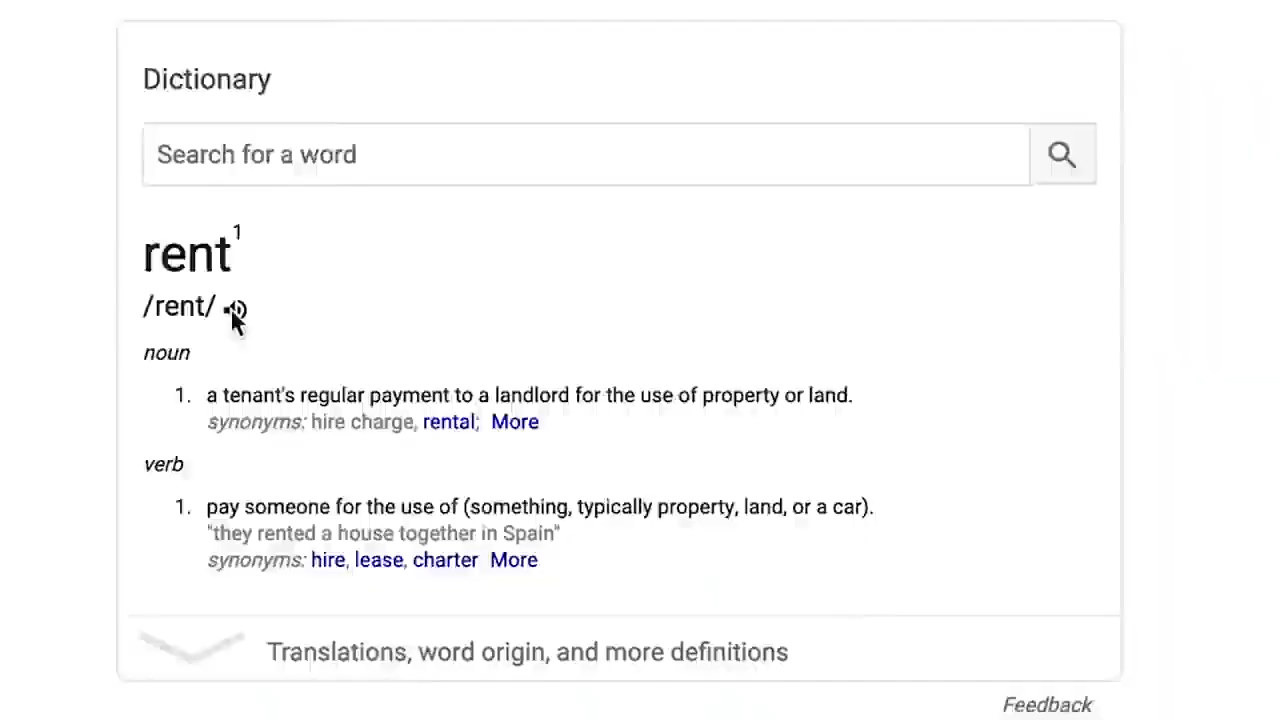 Dictionary
Search for a word
rent1
/rent/
noun
1. a tenant's regular payment to a landlord for the use of property or land.
synonyms: hire charge, rental; More
verb
1. pay someone for the use of (something, typically property, land, or a car).
"they rented a house together in Spain"
synonyms: hire, lease, charter More
Translations, word origin, and more definitions
Feedback